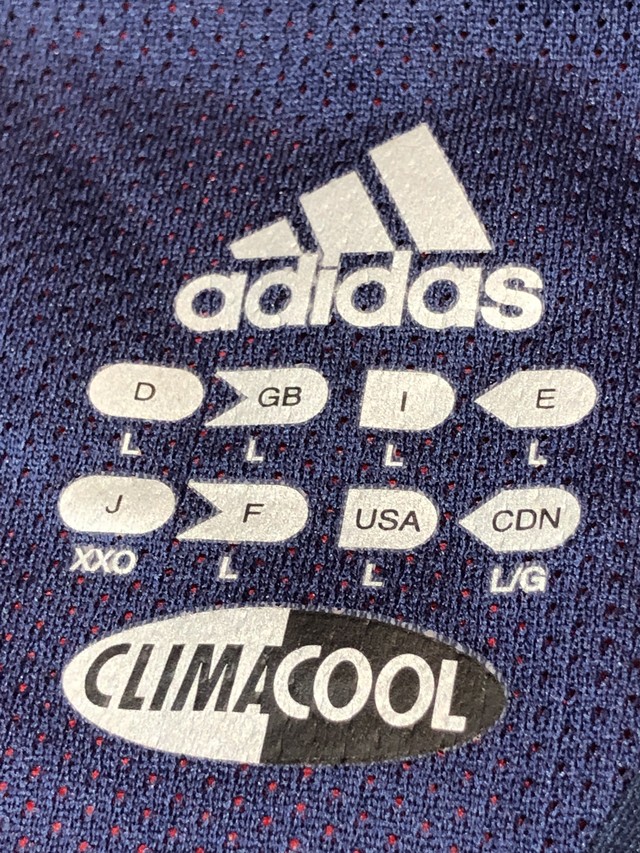 adidas
D GB I E
L L L L
J F USA CDN
XXO L L L/G
CLIMACOOL